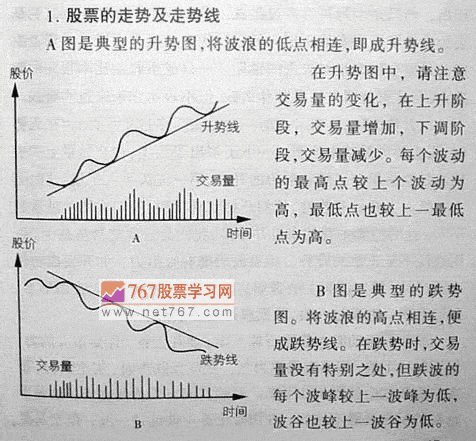 1. 股票的走势及走势线
A图是典型的升势图,将波浪的低点相连,即成升势线。
股价
升势线
交易量
时间
A
在升势图中，请注意
交易量的变化，在上升阶
段，交易量增加，下调阶
段,交易量减少。每个波动
的最高点较上个波动为
高，最低点也较上一最低
点为高。
股价
767股票学习网
www.net767.com
跌势线
交易量
时间
B
B图是典型的跌势
图。将波浪的高点相连,便
成跌势线。在跌势时,交易
量没有特别之处,但跌波的
每个波峰较上一波峰为低,
波谷也较上一波谷为低。